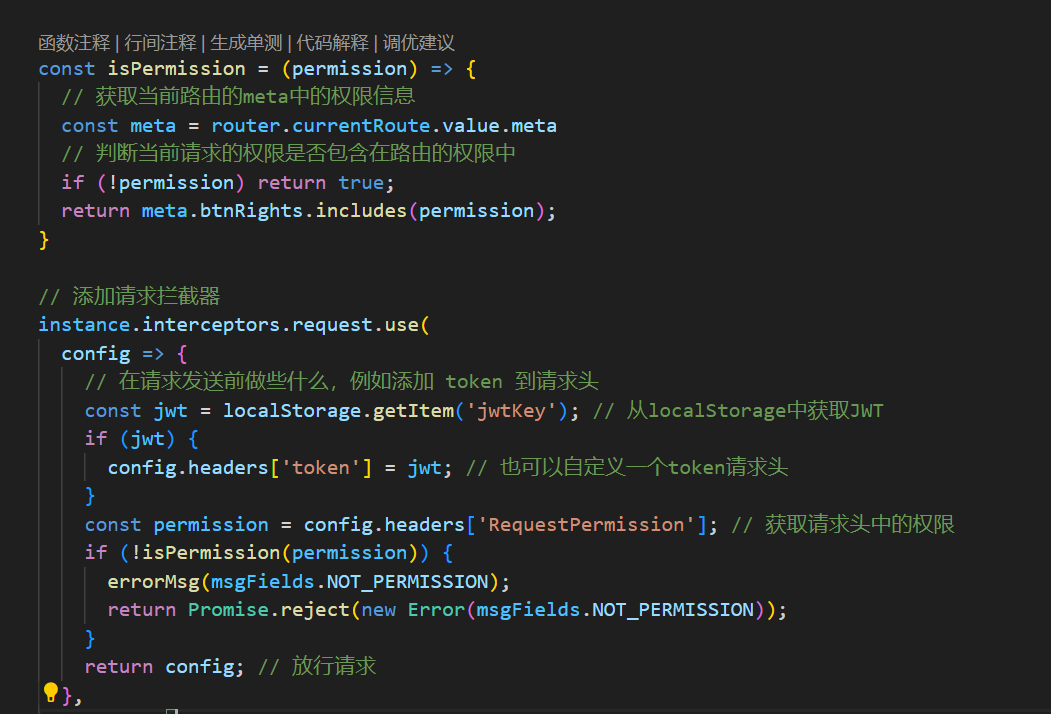 函数注释 | 行间注释 | 生成单测 | 代码解释 | 调优建议
const isPermission = (permission) => {
  // 获取当前路由的meta中的权限信息
  const meta = router.currentRoute.value.meta
  // 判断当前请求的权限是否包含在路由的权限中
  if (!permission) return true;
  return meta.btnRights.includes(permission);
}

// 添加请求拦截器
instance.interceptors.request.use(
  config => {
    // 在请求发送前做些什么，例如添加 token 到请求头
    const jwt = localStorage.getItem('jwtKey'); // 从localStorage中获取JWT
    if (jwt) {
      config.headers['token'] = jwt; // 也可以自定义一个token请求头
    }
    const permission = config.headers['RequestPermission']; // 获取请求头中的权限
    if (!isPermission(permission)) {
      errorMsg(msgFields.NOT_PERMISSION);
      return Promise.reject(new Error(msgFields.NOT_PERMISSION));
    }
    return config; // 放行请求
  },